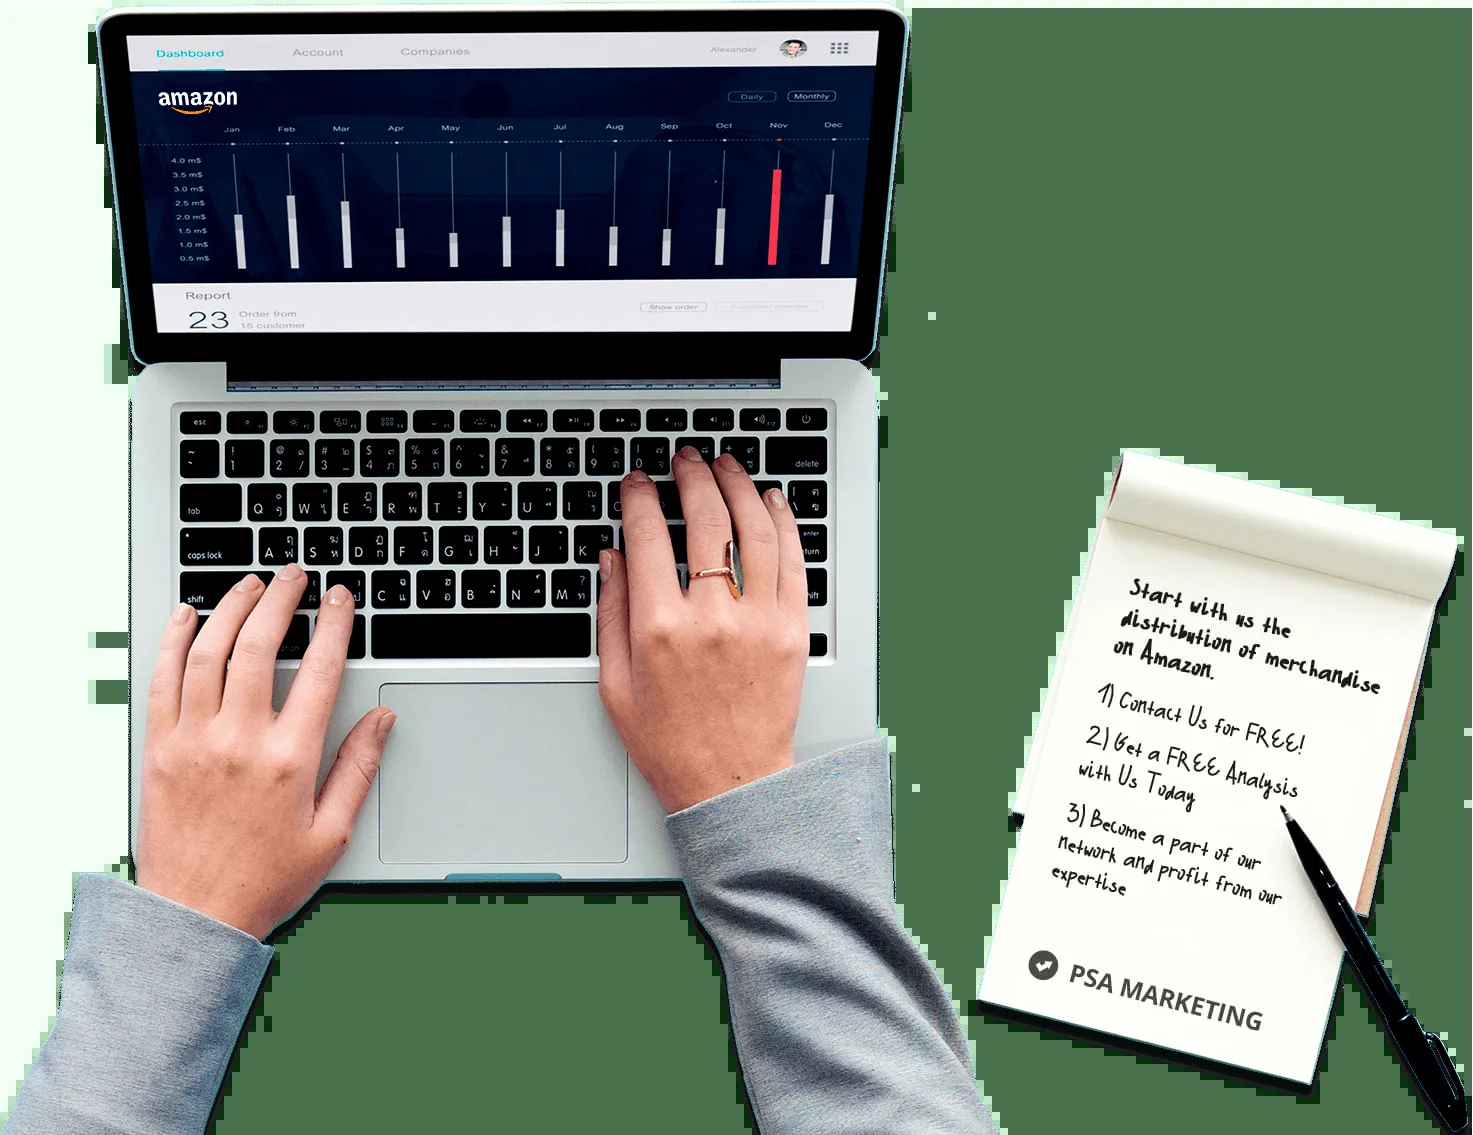 Dashboard Account Companies Alexander
amazon
Daily Monthly
Jan Feb Mar Apr May Jun Jul Aug Sep Oct Nov Dec
4.0 m$
3.5 m$
3.0 m$
2.5 m$
2.0 m$
1.5 m$
1.0 m$
0.5 m$
Report
23 Order from
15 customer
Show order
esc
delete
tab Q W E R T Y U I
caps lock A S D F G H J K
enter
shift C V B N M
Start with us the
distribution of merchandise
on Amazon.
1) Contact Us for FREE!
2) Get a FREE Analysis
with Us Today
3) Become a part of our
network and profit from our
expertise
PSA MARKETING